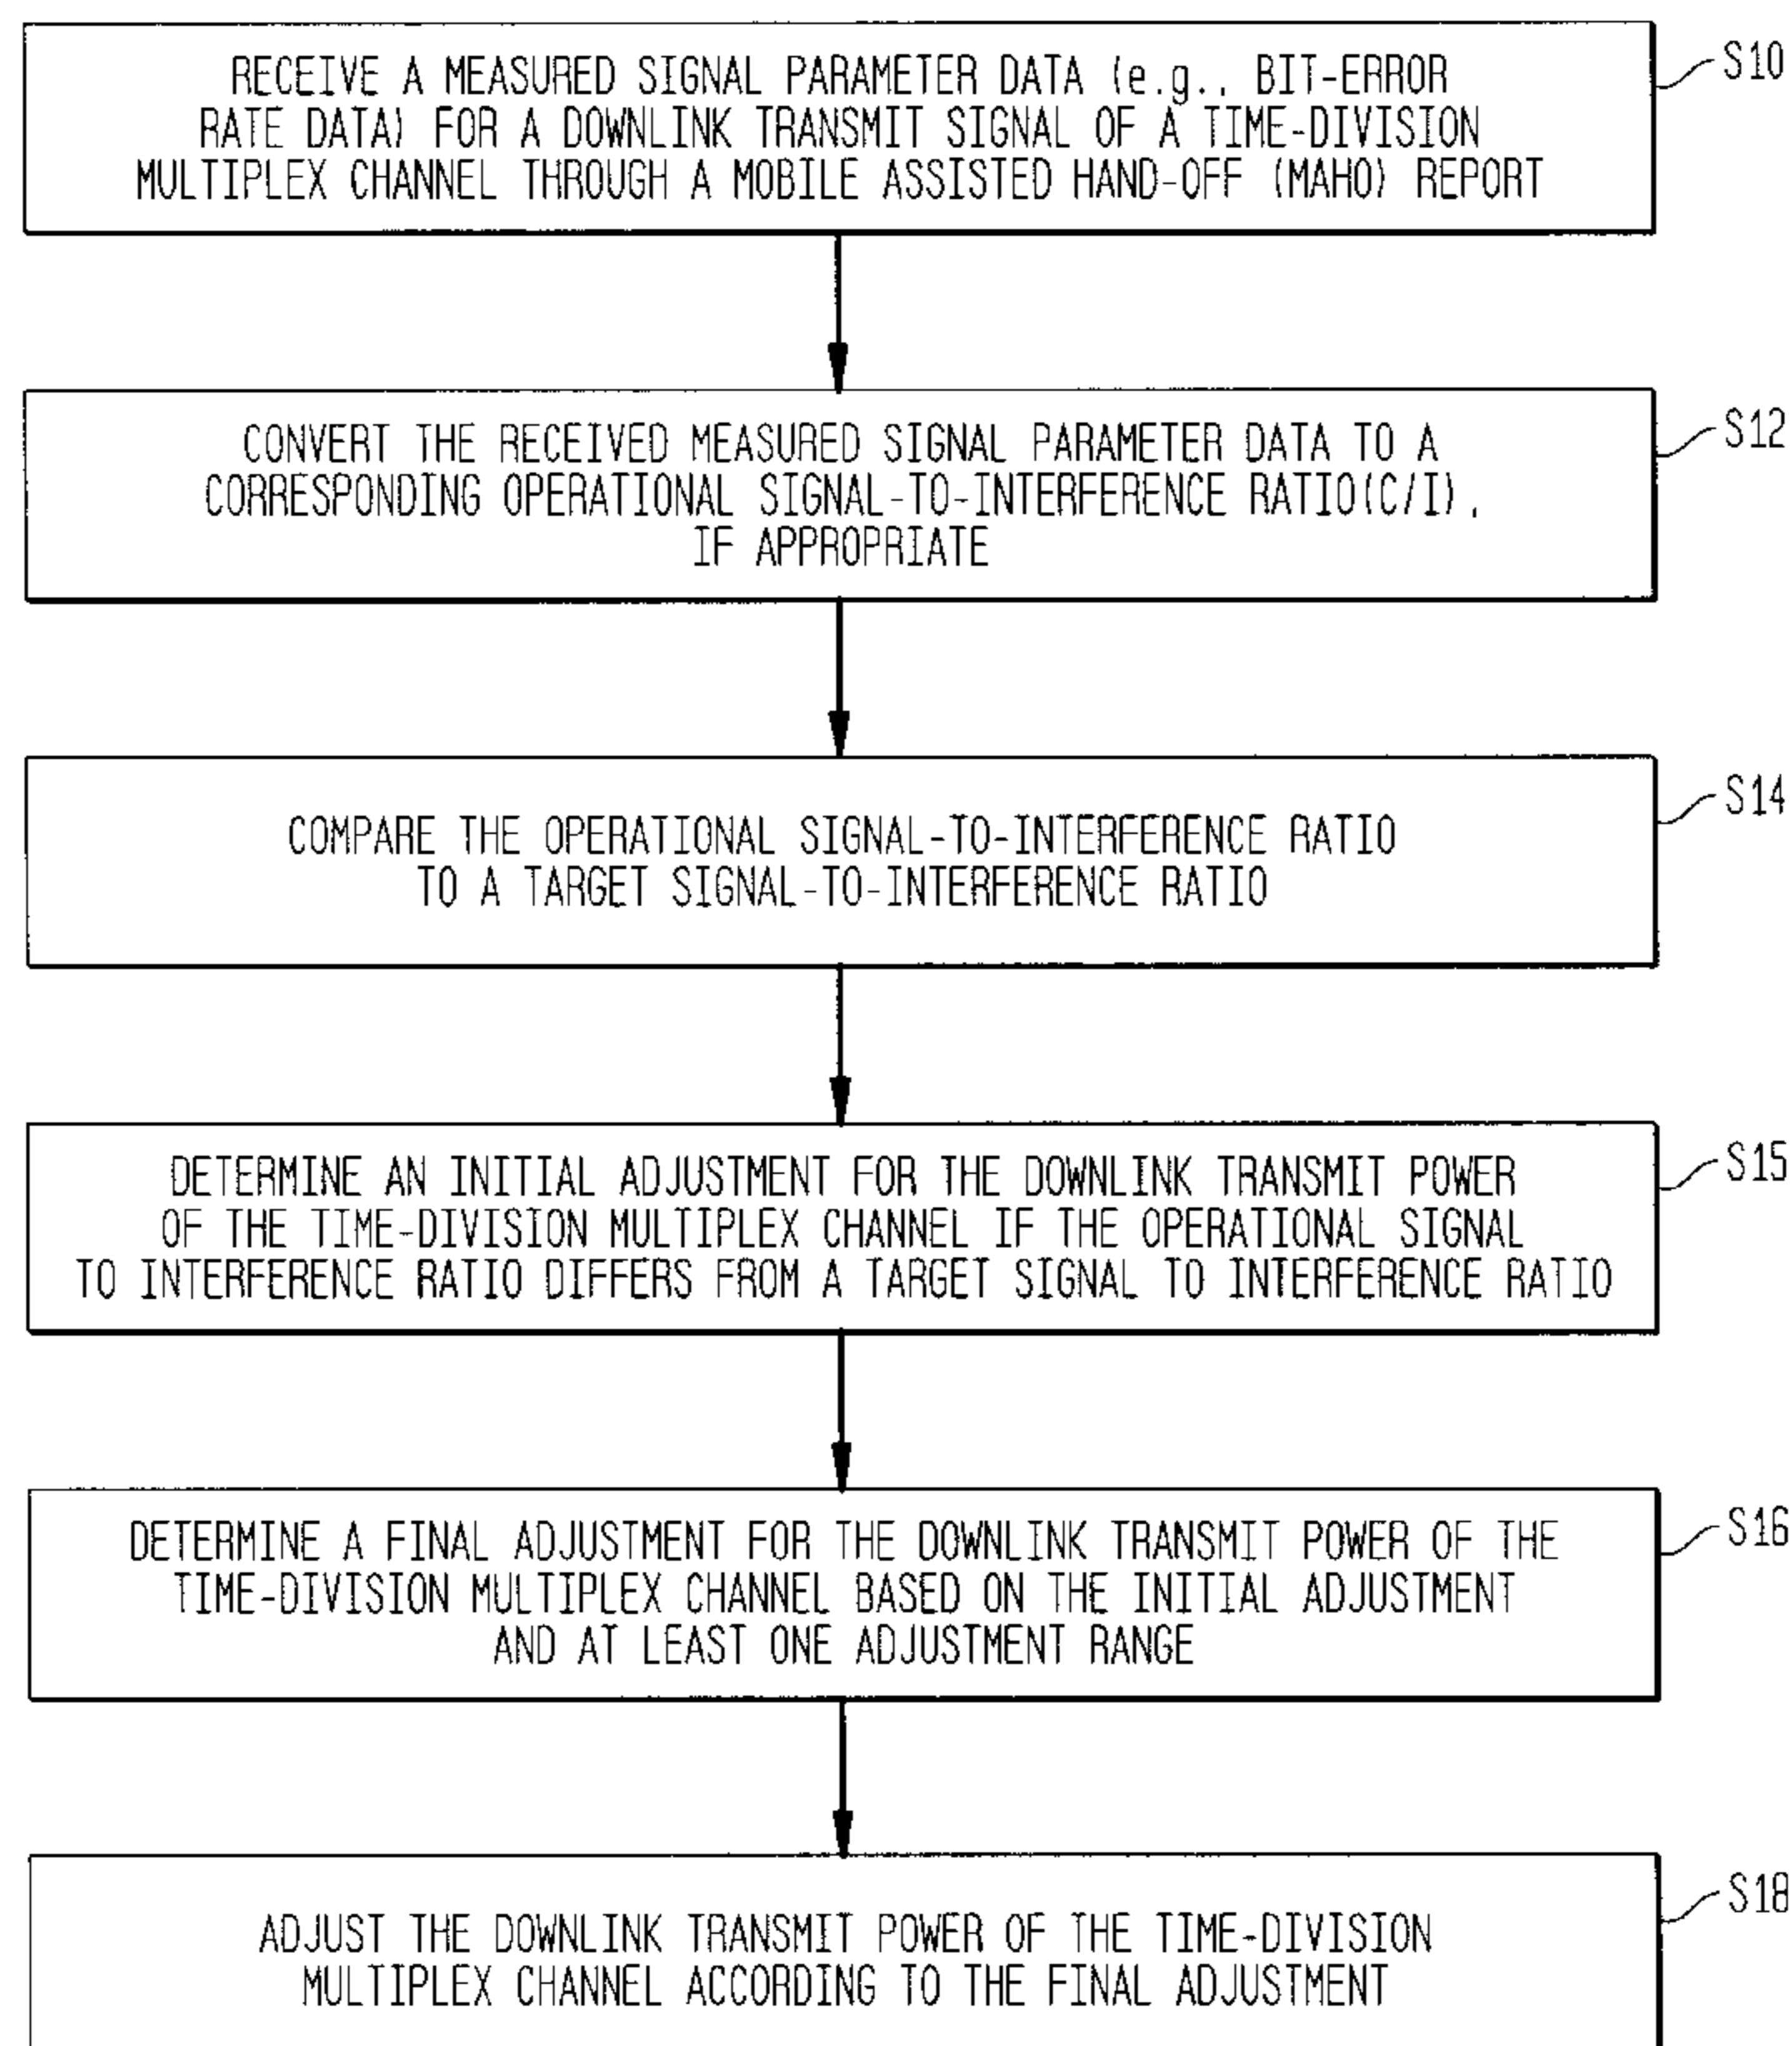 RECEIVE A MEASURED SIGNAL PARAMETER DATA (e.g., BIT-ERROR
RATE DATA) FOR A DOWNLINK TRANSMIT SIGNAL OF A TIME-DIVISION
MULTIPLEX CHANNEL THROUGH A MOBILE ASSISTED HAND-OFF (MAHO) REPORT
S10
CONVERT THE RECEIVED MEASURED SIGNAL PARAMETER DATA TO A
CORRESPONDING OPERATIONAL SIGNAL-TO-INTERFERENCE RATIO(C/I),
IF APPROPRIATE
S12
COMPARE THE OPERATIONAL SIGNAL-TO-INTERFERENCE RATIO
TO A TARGET SIGNAL-TO-INTERFERENCE RATIO
S14
DETERMINE AN INITIAL ADJUSTMENT FOR THE DOWNLINK TRANSMIT POWER
OF THE TIME-DIVISION MULTIPLEX CHANNEL IF THE OPERATIONAL SIGNAL
TO INTERFERENCE RATIO DIFFERS FROM A TARGET SIGNAL TO INTERFERENCE RATIO
S15
DETERMINE A FINAL ADJUSTMENT FOR THE DOWNLINK TRANSMIT POWER OF THE
TIME-DIVISION MULTIPLEX CHANNEL BASED ON THE INITIAL ADJUSTMENT
AND AT LEAST ONE ADJUSTMENT RANGE
S16
ADJUST THE DOWNLINK TRANSMIT POWER OF THE TIME-DIVISION
MULTIPLEX CHANNEL ACCORDING TO THE FINAL ADJUSTMENT
S18